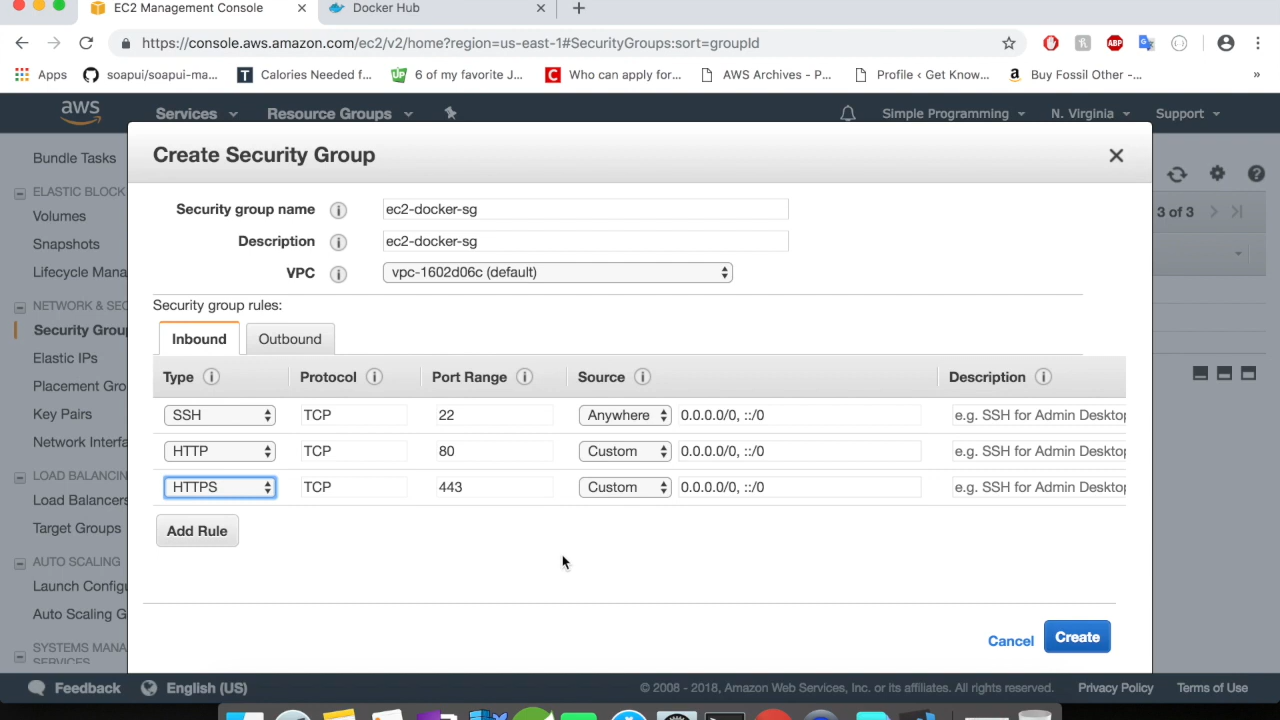 EC2 Management Console
Docker Hub
https://console.aws.amazon.com/ec2/v2/home?region=us-east-1#SecurityGroups:sort=groupId
Apps soapui/soapui-ma... Calories Needed f... 6 of my favorite J... Who can apply for... AWS Archives - P... Profile ‹ Get Know... Buy Fossil Other -... »
aws Services Resource Groups Simple Programming N. Virginia Support
Create Security Group
Security group name ec2-docker-sg
Description ec2-docker-sg
VPC vpc-1602d06c (default)
Security group rules:
Inbound Outbound
Type Protocol Port Range Source Description
SSH TCP 22 Anywhere 0.0.0.0/0, ::/0 e.g. SSH for Admin Desktop
HTTP TCP 80 Custom 0.0.0.0/0, ::/0 e.g. SSH for Admin Desktop
HTTPS TCP 443 Custom 0.0.0.0/0, ::/0 e.g. SSH for Admin Desktop
Add Rule
Cancel Create
Bundle Tasks
ELASTIC BLOCK
Volumes
Snapshots
Lifecycle Mana
NETWORK & SEC
Security Grou
Elastic IPs
Placement Gro
Key Pairs
Network Interfa
LOAD BALANCIN
Load Balancers
Target Groups
AUTO SCALING
Launch Configu
Auto Scaling G
SYSTEMS MANA
SERVICES
3 of 3
Feedback English (US) © 2008 - 2018, Amazon Web Services, Inc. or its affiliates. All rights reserved. Privacy Policy Terms of Use